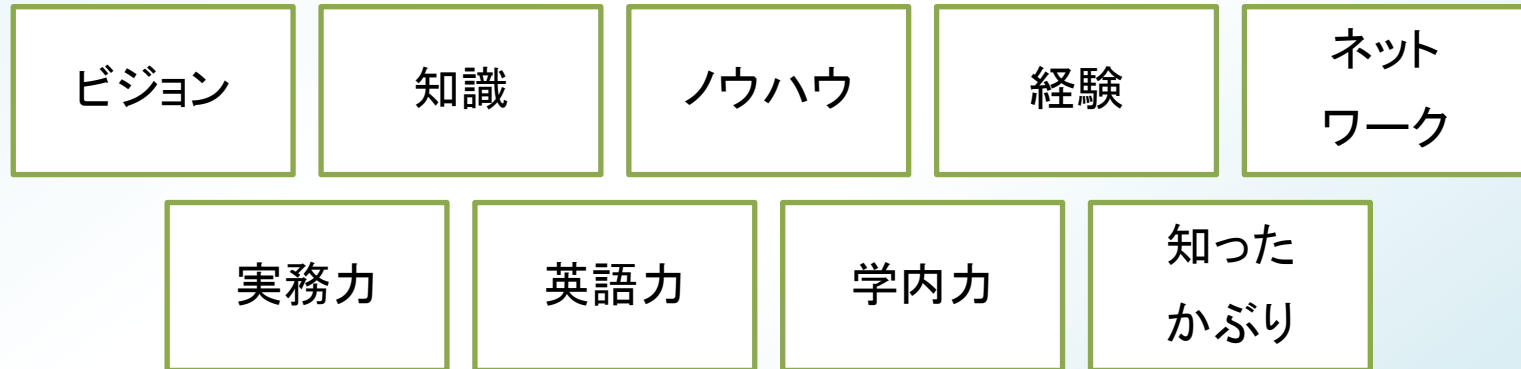 ビジョン
知識
ノウハウ
経験
ネット
ワーク
実務力
英語力
学内力
知った
かぶり